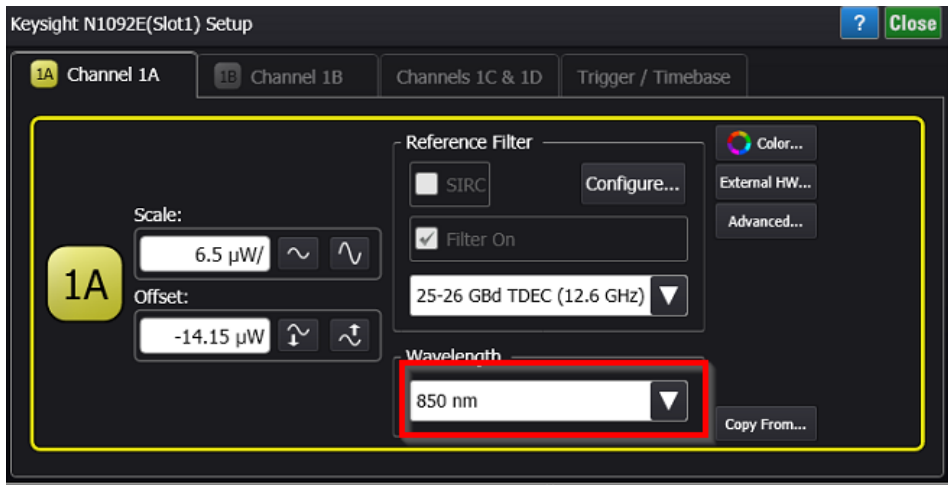 Keysight N1092E(Slot1) Setup
? Close
1A Channel 1A
1B Channel 1B
Channels 1C & 1D
Trigger / Timebase
1A
Scale:
6.5 µW/
Offset:
-14.15 µW
Reference Filter
SIRC
Configure...
Filter On
25-26 GBd TDEC (12.6 GHz)
Wavelength
850 nm
Color...
External HW...
Advanced...
Copy From...